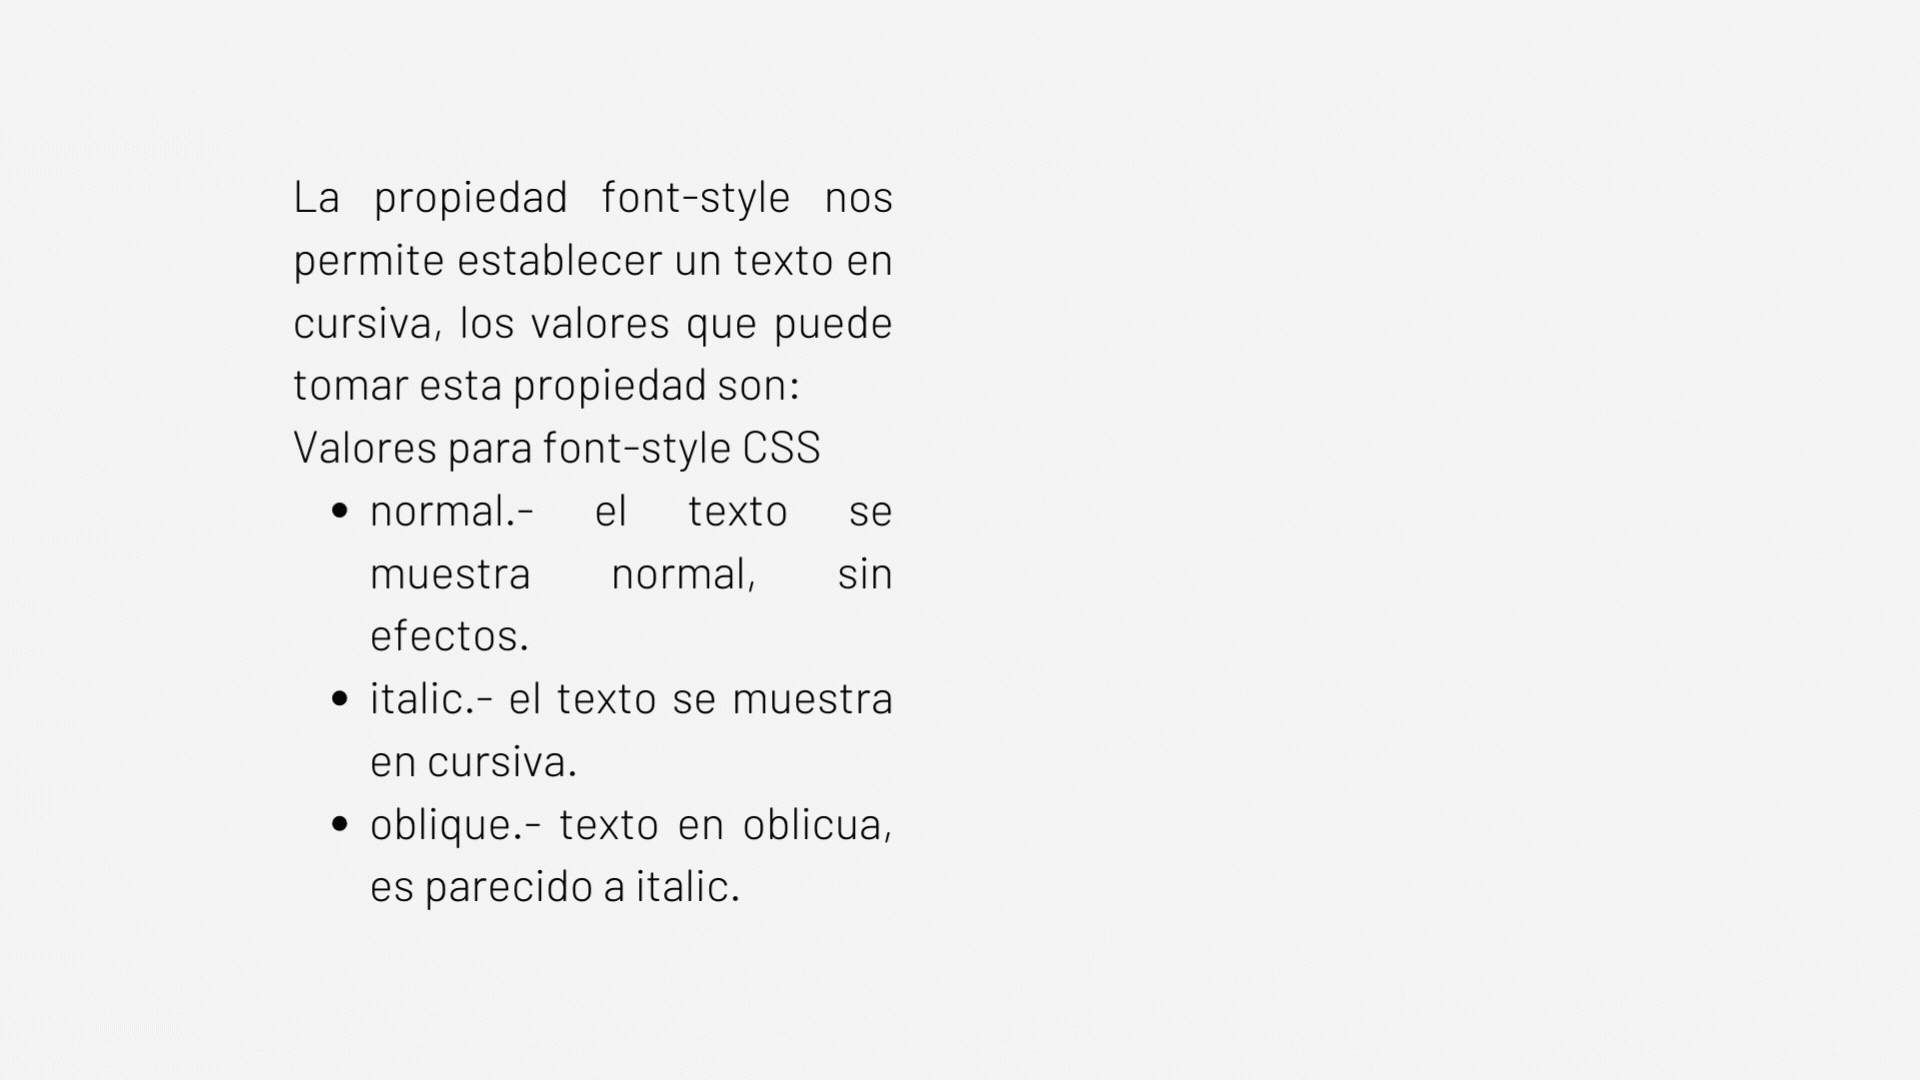 La propiedad font-style nos
permite establecer un texto en
cursiva, los valores que puede
tomar esta propiedad son:
Valores para font-style CSS
• normal.- el texto se
muestra normal, sin
efectos.
• italic.- el texto se muestra
en cursiva.
• oblique.- texto en oblicua,
es parecido a italic.